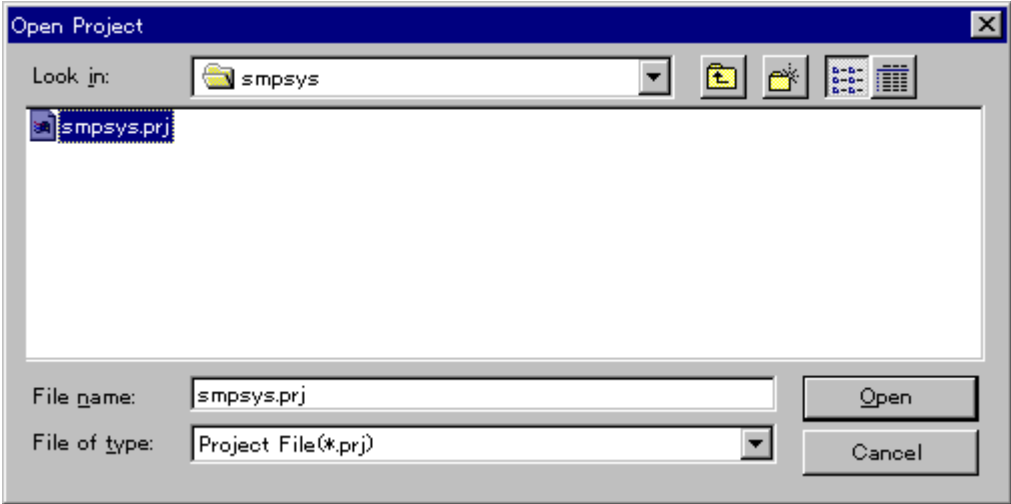 Open Project
Look in: smpsys
smpsys.prj
File name: smpsys.prj Open
File of type: Project File(*.prj) Cancel